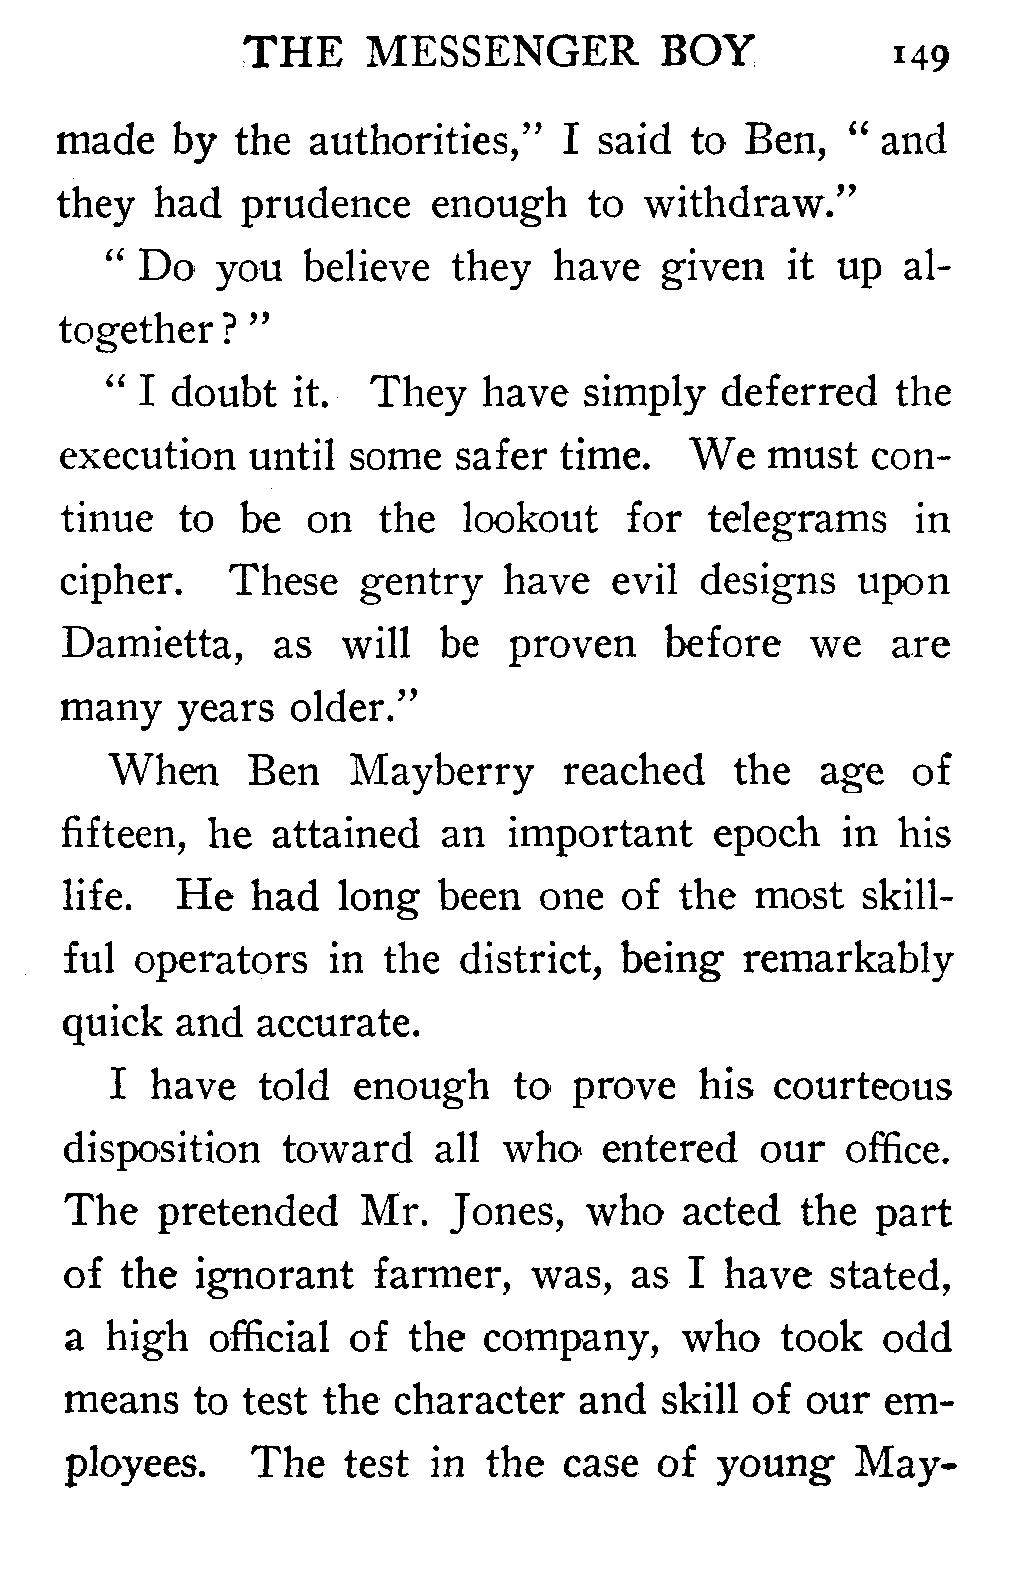 THE MESSENGER BOY 149
made by the authorities,” I said to Ben, “ and
they had prudence enough to withdraw.”
“ Do you believe they have given it up al-
together ? ”
“ I doubt it. They have simply deferred the
execution until some safer time. We must con-
tinue to be on the lookout for telegrams in
cipher. These gentry have evil designs upon
Damietta, as will be proven before we are
many years older.”
When Ben Mayberry reached the age of
fifteen, he attained an important epoch in his
life. He had long been one of the most skill-
ful operators in the district, being remarkably
quick and accurate.
I have told enough to prove his courteous
disposition toward all who entered our office.
The pretended Mr. Jones, who acted the part
of the ignorant farmer, was, as I have stated,
a high official of the company, who took odd
means to test the character and skill of our em-
ployees. The test in the case of young May-